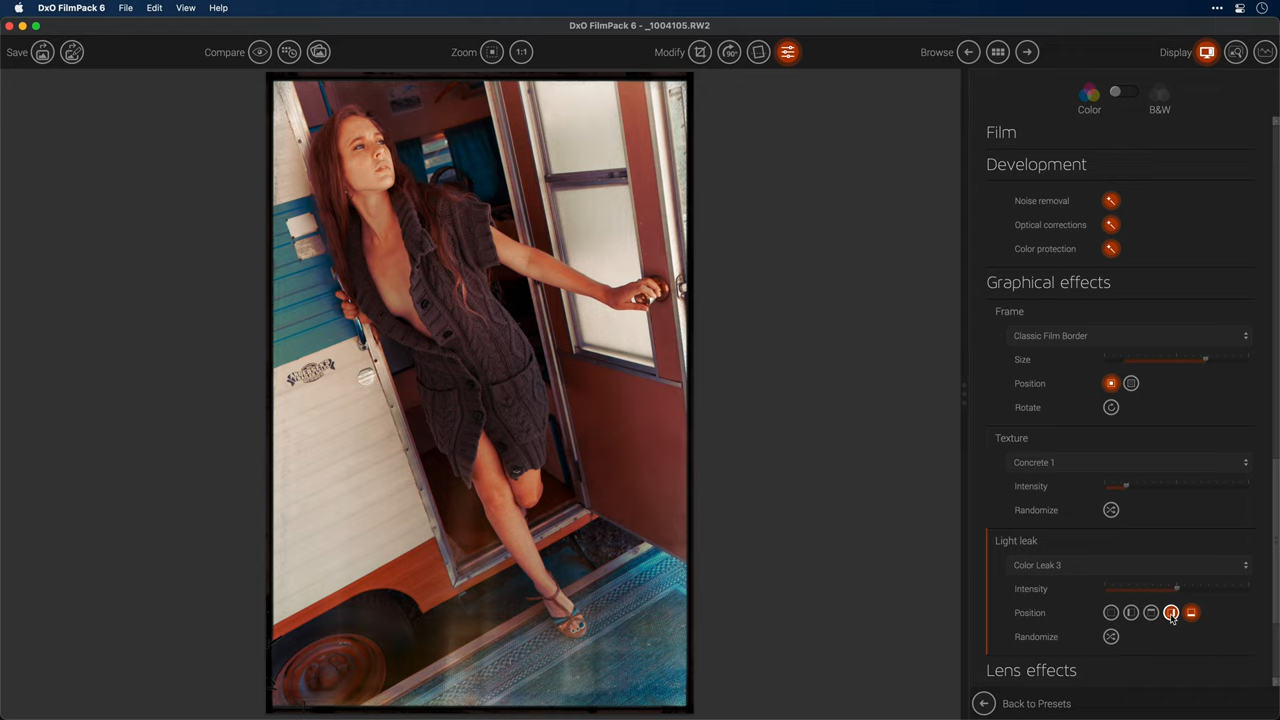 DxO FilmPack 6 File Edit View Help
DxO FilmPack 6 - _1004105.RW2
Save Compare Zoom 1:1 Modify 90° Browse Display
Color B&W
Film
Development
Noise removal
Optical corrections
Color protection
Graphical effects
Frame
Classic Film Border
Size
Position
Rotate
Texture
Concrete 1
Intensity
Randomize
Light leak
Color Leak 3
Intensity
Position
Randomize
Lens effects
Back to Presets